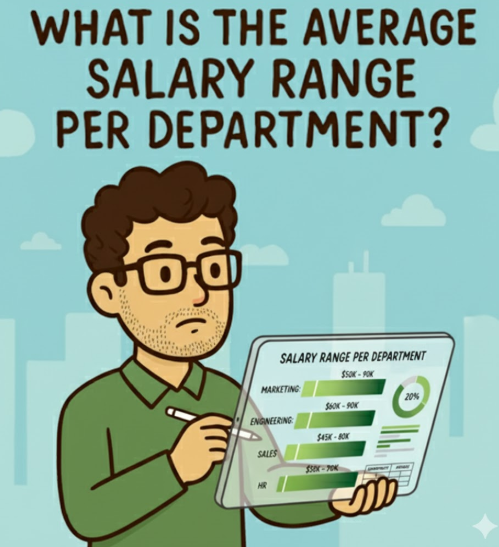 WHAT IS THE AVERAGE
SALARY RANGE
PER DEPARTMENT?
SALARY RANGE PER DEPARTMENT
$50K - 90K
MARKETING:
20%
$60K - 90K
ENGINEERING:
$45K - 80K
SALES
$50K - 70K
HR